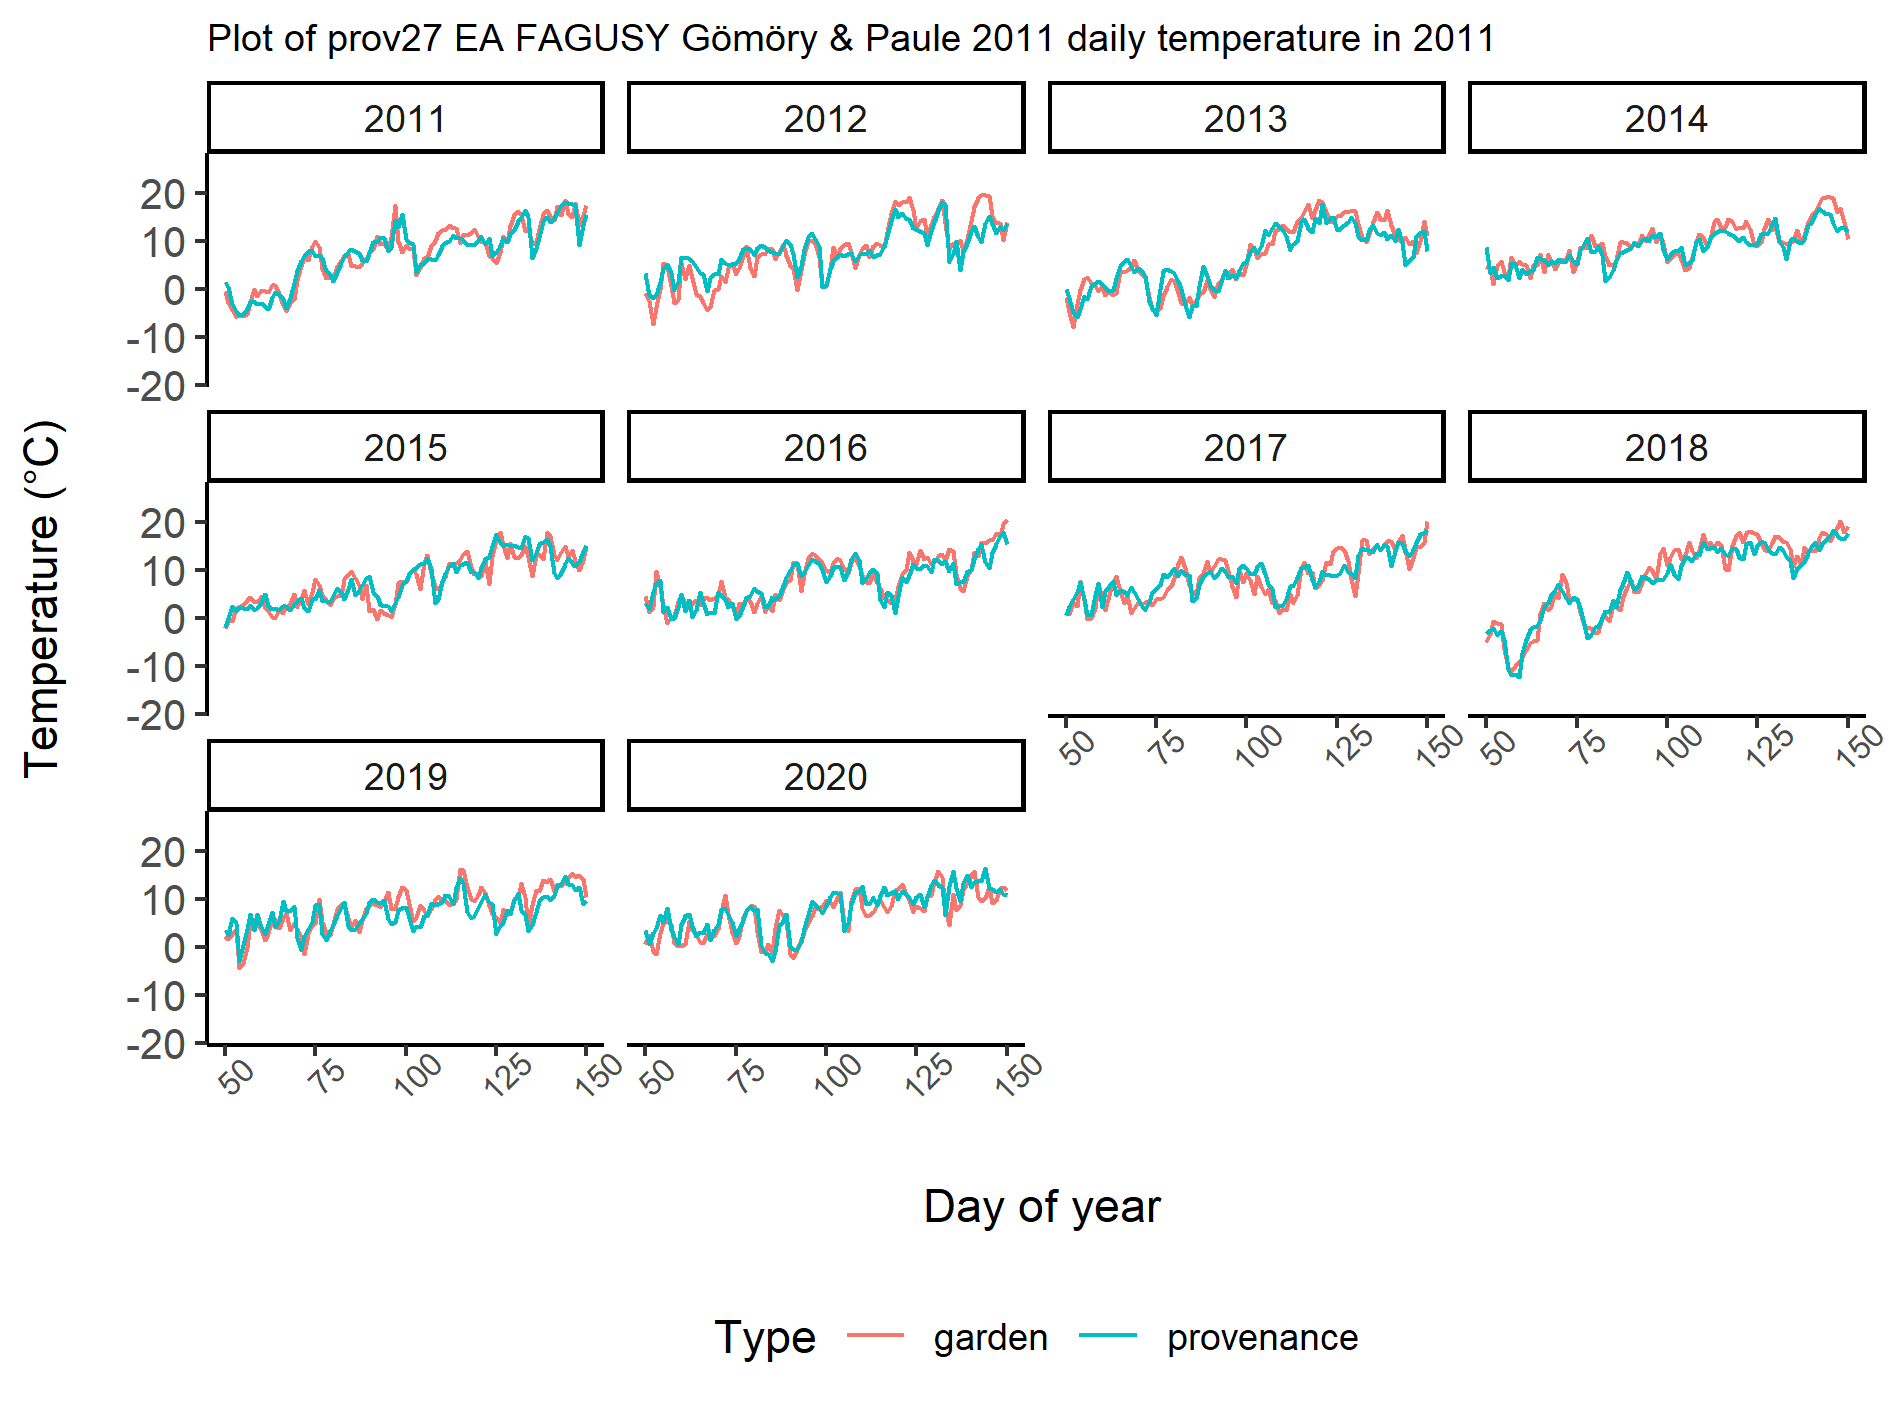 Plot of prov27 EA FAGUSY Gömöry & Paule 2011 daily temperature in 2011
2011 2012 2013 2014
20
10
0
-10
-20
2015 2016 2017 2018
20
10
0
-10
-20
50 75 100 125 150 50 75 100 125 150
2019 2020
20
10
0
-10
-20
50 75 100 125 150 50 75 100 125 150
Temperature (°C)
Day of year
Type garden provenance